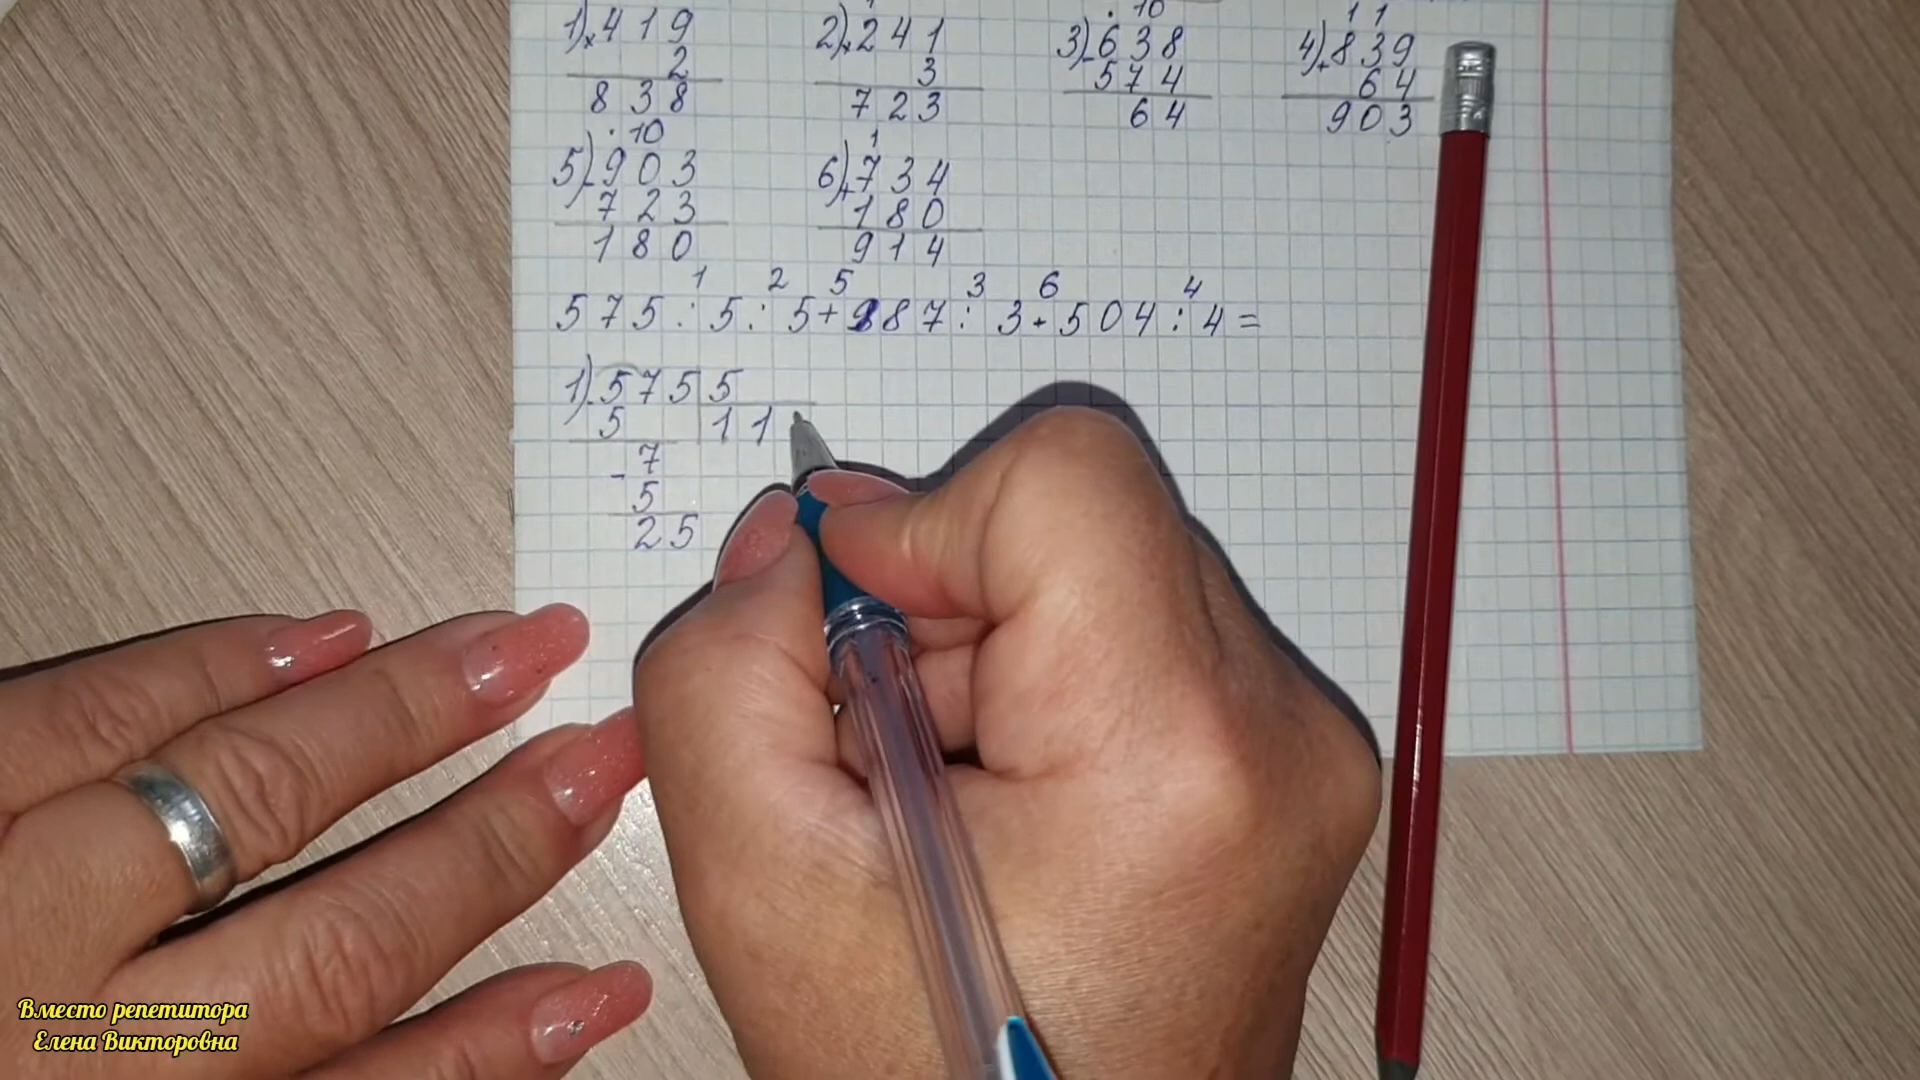 1) × 419 2) × 241 3) - 638 4) + 839
2 3 574 64
838 723 64 903
5) - 903 6) + 734
723 180
180 914
1 2 5 3 6 4
575 : 5 : 5 + 987 : 3 + 504 : 4 =
1) - 575 5
5 11
- 7
5
25
Вместо репетитора
Елена Викторовна